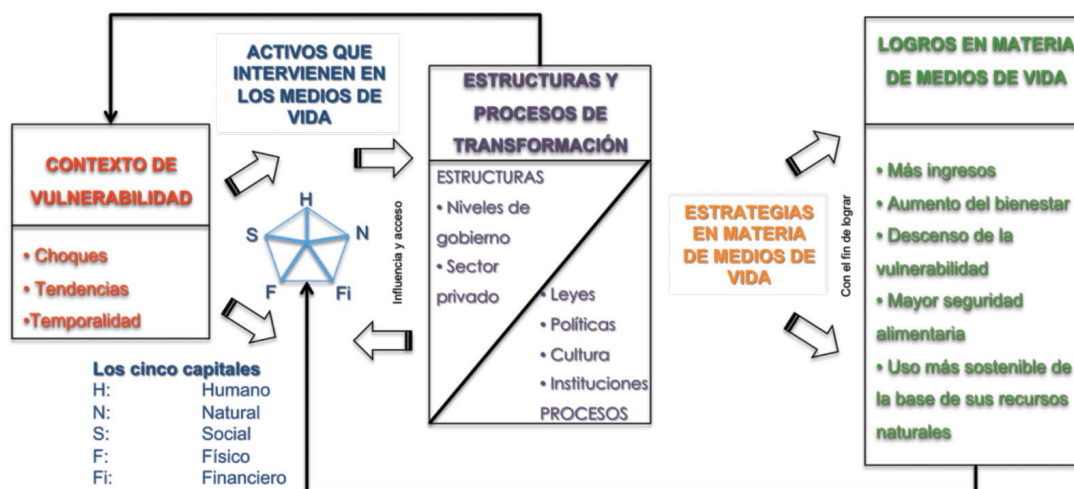 CONTEXTO DE
VULNERABILIDAD
• Choques
• Tendencias
•Temporalidad
ACTIVOS QUE
INTERVIENEN EN
LOS MEDIOS DE
VIDA
H
S
N
F
Fi
Los cinco capitales
H: Humano
N: Natural
S: Social
F: Físico
Fi: Financiero
Influencia y acceso
ESTRUCTURAS Y
PROCESOS DE
TRANSFORMACIÓN
ESTRUCTURAS
• Niveles de
gobierno
• Sector
privado
• Leyes
• Políticas
• Cultura
• Instituciones
PROCESOS
ESTRATEGIAS
EN MATERIA
DE MEDIOS DE
VIDA
Con el fin de lograr
LOGROS EN MATERIA
DE MEDIOS DE VIDA
• Más ingresos
• Aumento del bienestar
• Descenso de la
vulnerabilidad
• Mayor seguridad
alimentaria
• Uso más sostenible de
la base de sus recursos
naturales